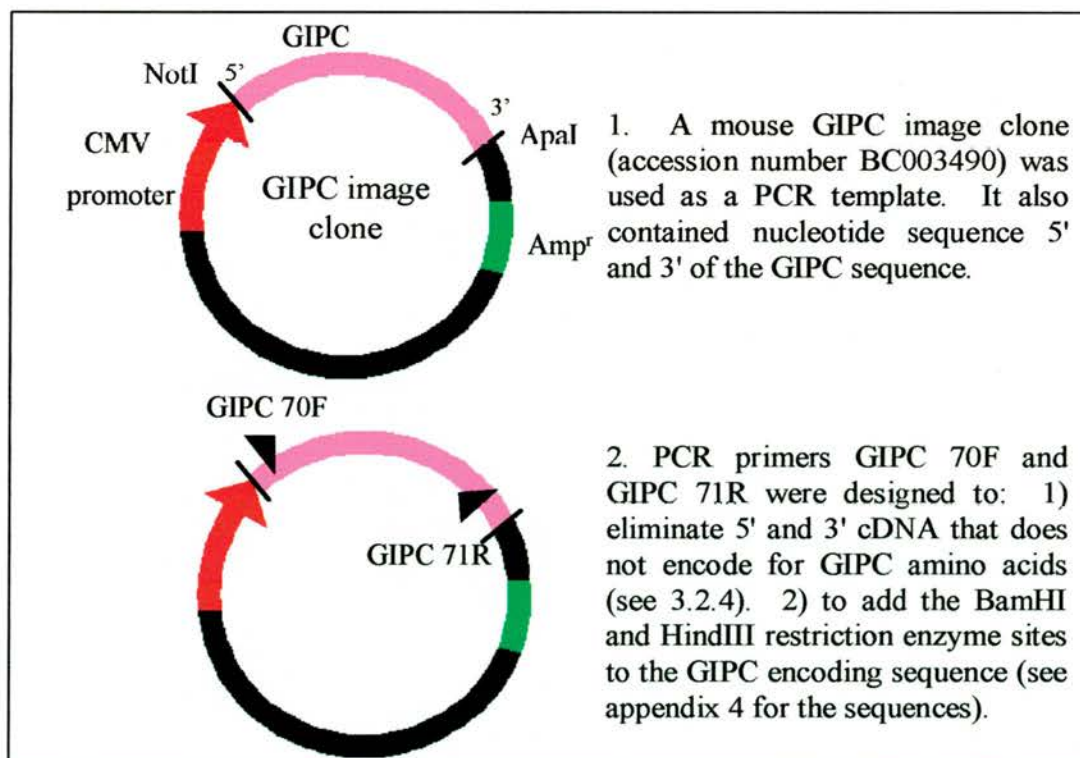 GIPC
NotI
5'
3'
CMV
promoter
ApaI
GIPC image
clone
Ampʳ
1. A mouse GIPC image clone
(accession number BC003490) was
used as a PCR template. It also
contained nucleotide sequence 5'
and 3' of the GIPC sequence.
GIPC 70F
GIPC 71R
2. PCR primers GIPC 70F and
GIPC 71R were designed to: 1)
eliminate 5' and 3' cDNA that does
not encode for GIPC amino acids
(see 3.2.4). 2) to add the BamHI
and HindIII restriction enzyme sites
to the GIPC encoding sequence (see
appendix 4 for the sequences).